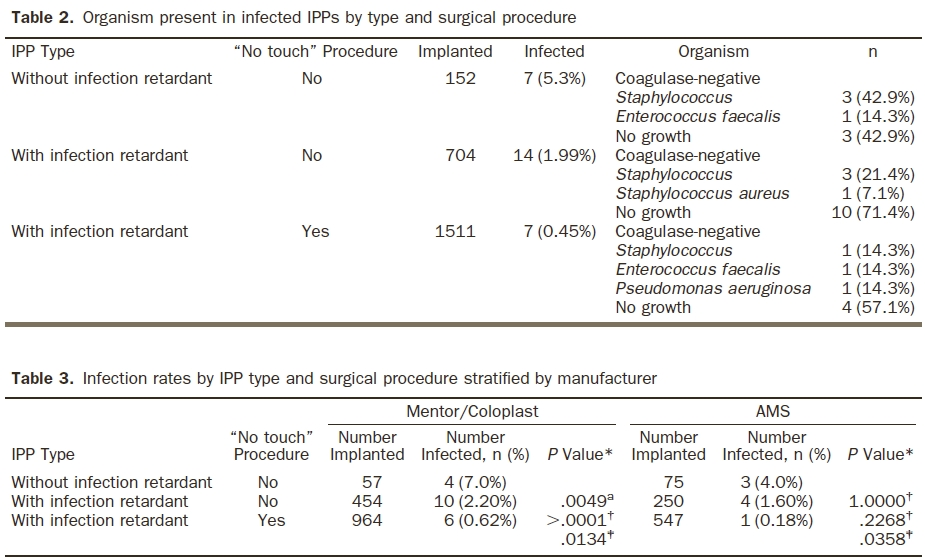 Table 2. Organism present in infected IPPs by type and surgical procedure
IPP Type "No touch" Procedure Implanted Infected Organism n
Without infection retardant No 152 7 (5.3%) Coagulase-negative
Staphylococcus 3 (42.9%)
Enterococcus faecalis 1 (14.3%)
No growth 3 (42.9%)
With infection retardant No 704 14 (1.99%) Coagulase-negative
Staphylococcus 3 (21.4%)
Staphylococcus aureus 1 (7.1%)
No growth 10 (71.4%)
With infection retardant Yes 1511 7 (0.45%) Coagulase-negative
Staphylococcus 1 (14.3%)
Enterococcus faecalis 1 (14.3%)
Pseudomonas aeruginosa 1 (14.3%)
No growth 4 (57.1%)
Table 3. Infection rates by IPP type and surgical procedure stratified by manufacturer
Mentor/Coloplast AMS
"No touch" Number Number Number Number
IPP Type Procedure Implanted Infected, n (%) P Value* Implanted Infected, n (%) P Value*
Without infection retardant No 57 4 (7.0%) 75 3 (4.0%)
With infection retardant No 454 10 (2.20%) .0049ᵃ 250 4 (1.60%) 1.0000†
With infection retardant Yes 964 6 (0.62%) >.0001† 547 1 (0.18%) .2268†
.0134‡ .0358‡